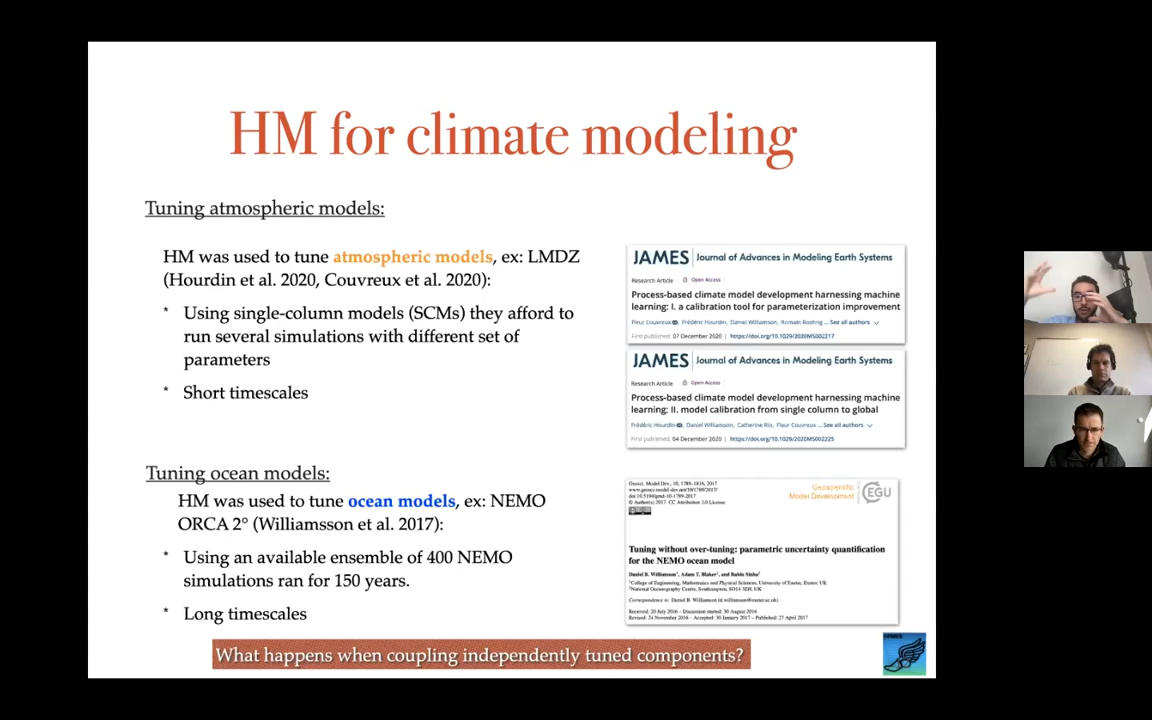 HM for climate modeling
Tuning atmospheric models:
HM was used to tune atmospheric models, ex: LMDZ
(Hourdin et al. 2020, Couvreux et al. 2020):
* Using single-column models (SCMs) they afford to
run several simulations with different set of
parameters
* Short timescales
JAMES | Journal of Advances in Modeling Earth Systems
Research Article Open Access
Process-based climate model development harnessing machine
learning: I. a calibration tool for parameterization improvement
Fleur Couvreux, Frédéric Hourdin, Daniel Williamson, Romain Roehrig ... See all authors
First published: 07 December 2020 | https://doi.org/10.1029/2020MS002217
JAMES | Journal of Advances in Modeling Earth Systems
Research Article Open Access
Process-based climate model development harnessing machine
learning: II. model calibration from single column to global
Frédéric Hourdin, Daniel Williamson, Catherine Rio, Fleur Couvreux ... See all authors
First published: 04 December 2020 | https://doi.org/10.1029/2020MS002225
Tuning ocean models:
HM was used to tune ocean models, ex: NEMO
ORCA 2° (Williamsson et al. 2017):
* Using an available ensemble of 400 NEMO
simulations ran for 150 years.
* Long timescales
Geosci. Model Dev., 10, 1789–1816, 2017
www.geosci-model-dev.net/10/1789/2017/
doi:10.5194/gmd-10-1789-2017
© Author(s) 2017. CC Attribution 3.0 License.
Geoscientific
Model Development
EGU
Tuning without over-tuning: parametric uncertainty quantification
for the NEMO ocean model
Daniel B. Williamson, Adam T. Blaker, and Bablu Sinha
College of Engineering, Mathematics and Physical Sciences, University of Exeter, Exeter, UK
National Oceanography Centre, Southampton, SO14 3ZH, UK
Correspondence to: Daniel B. Williamson (d.williamson@exeter.ac.uk)
Received: 20 July 2016 – Discussion started: 30 August 2016
Revised: 24 November 2016 – Accepted: 30 January 2017 – Published: 27 April 2017
What happens when coupling independently tuned components?